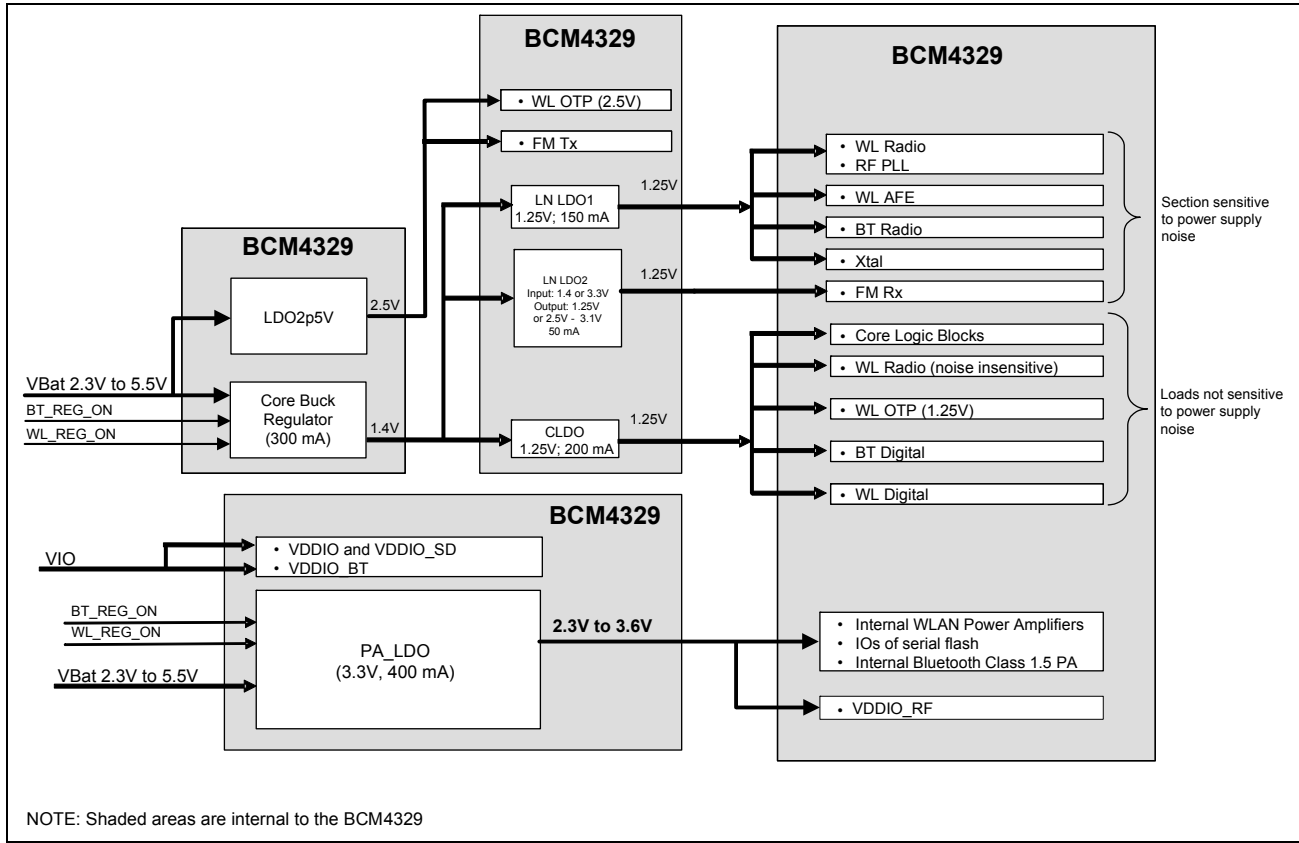 BCM4329
• WL OTP (2.5V)
• FM Tx
LN LDO1
1.25V; 150 mA
1.25V
LN LDO2
Input: 1.4 or 3.3V
Output: 1.25V
or 2.5V - 3.1V
50 mA
1.25V
CLDO
1.25V; 200 mA
1.25V
BCM4329
LDO2p5V
2.5V
Core Buck
Regulator
(300 mA)
1.4V
VBat 2.3V to 5.5V
BT_REG_ON
WL_REG_ON
BCM4329
• WL Radio
• RF PLL
• WL AFE
• BT Radio
• Xtal
• FM Rx
Section sensitive
to power supply
noise
• Core Logic Blocks
• WL Radio (noise insensitive)
• WL OTP (1.25V)
• BT Digital
• WL Digital
Loads not sensitive
to power supply
noise
BCM4329
VIO
• VDDIO and VDDIO_SD
• VDDIO_BT
BT_REG_ON
WL_REG_ON
VBat 2.3V to 5.5V
PA_LDO
(3.3V, 400 mA)
2.3V to 3.6V
• Internal WLAN Power Amplifiers
• IOs of serial flash
• Internal Bluetooth Class 1.5 PA
• VDDIO_RF
NOTE: Shaded areas are internal to the BCM4329